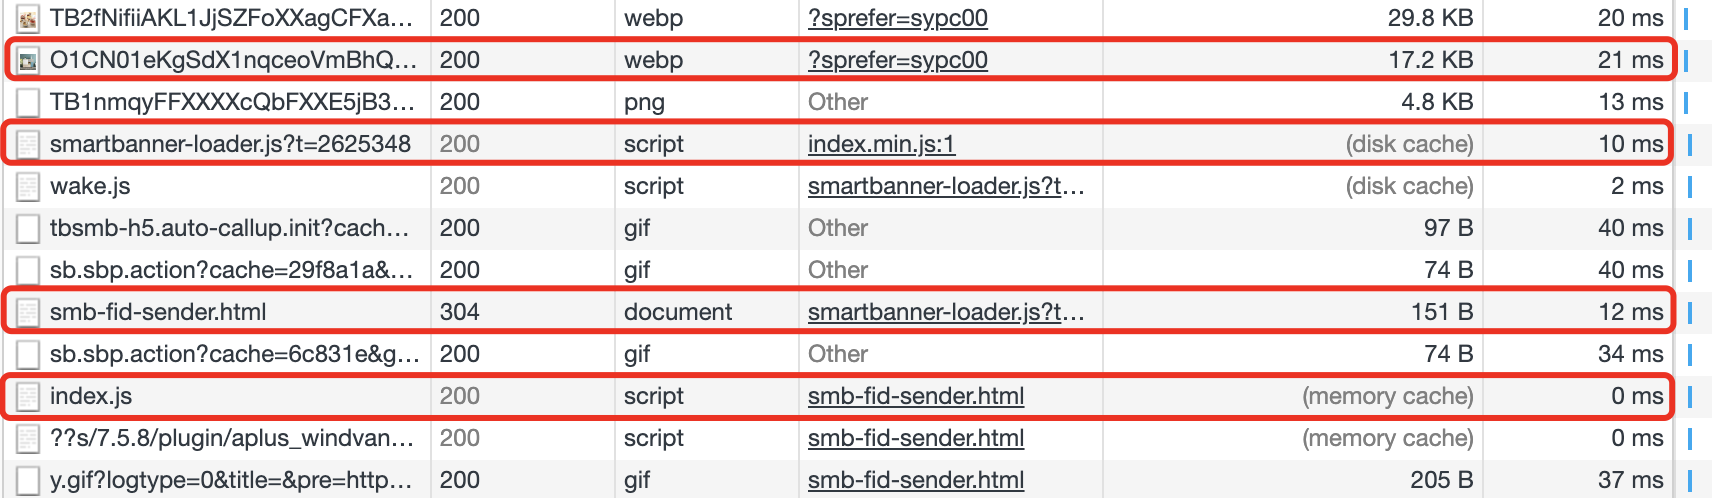 TB2fNifiiAKL1JjSZFoXXagCFXa... 200 webp ?sprefer=sypc00 29.8 KB 20 ms
O1CN01eKgSdX1nqceoVmBhQ... 200 webp ?sprefer=sypc00 17.2 KB 21 ms
TB1nmqyFFXXXXcQbFXXE5jB3... 200 png Other 4.8 KB 13 ms
smartbanner-loader.js?t=2625348 200 script index.min.js:1 (disk cache) 10 ms
wake.js 200 script smartbanner-loader.js?t... (disk cache) 2 ms
tbsmb-h5.auto-callup.init?cach... 200 gif Other 97 B 40 ms
sb.sbp.action?cache=29f8a1a&... 200 gif Other 74 B 40 ms
smb-fid-sender.html 304 document smartbanner-loader.js?t... 151 B 12 ms
sb.sbp.action?cache=6c831e&g... 200 gif Other 74 B 34 ms
index.js 200 script smb-fid-sender.html (memory cache) 0 ms
??s/7.5.8/plugin/aplus_windvan... 200 script smb-fid-sender.html (memory cache) 0 ms
y.gif?logtype=0&title=&pre=http... 200 gif smb-fid-sender.html 205 B 37 ms